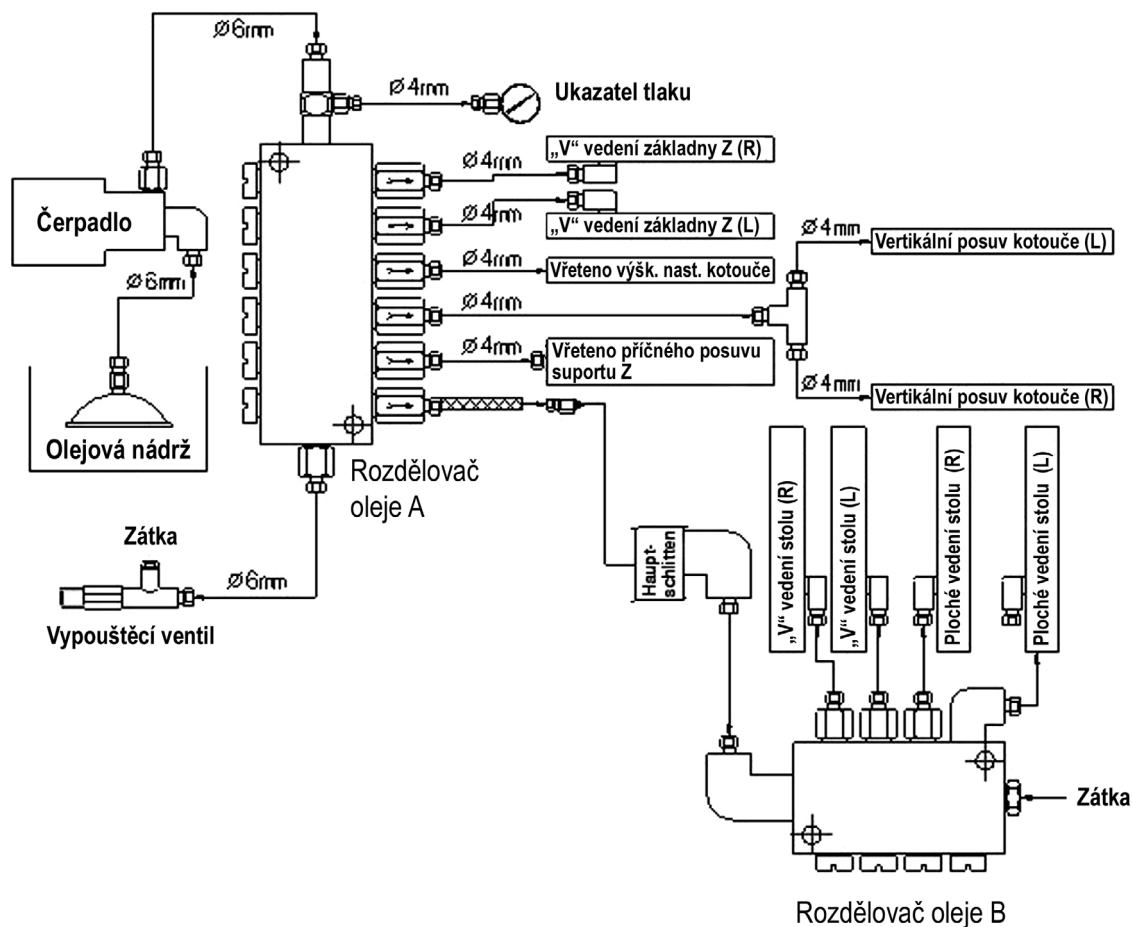 Ø6mm
Ø4mm
Ukazatel tlaku
„V“ vedení základny Z (R)
Ø4mm
Čerpadlo
Ø4mm
„V“ vedení základny Z (L)
Ø4mm
Vertikální posuv kotouče (L)
Ø4mm
Vřeteno výšk. nast. kotouče
Ø6mm
Ø4mm
Ø4mm
Vřeteno příčného posuvu
suportu Z
Ø4mm
Vertikální posuv kotouče (R)
Olejová nádrž
Rozdělovač
oleje A
„V“ vedení stolu (R)
„V“ vedení stolu (L)
Ploché vedení stolu (R)
Ploché vedení stolu (L)
Zátka
Ø6mm
Haupt-
schlitten
Vypouštěcí ventil
Zátka
Rozdělovač oleje B